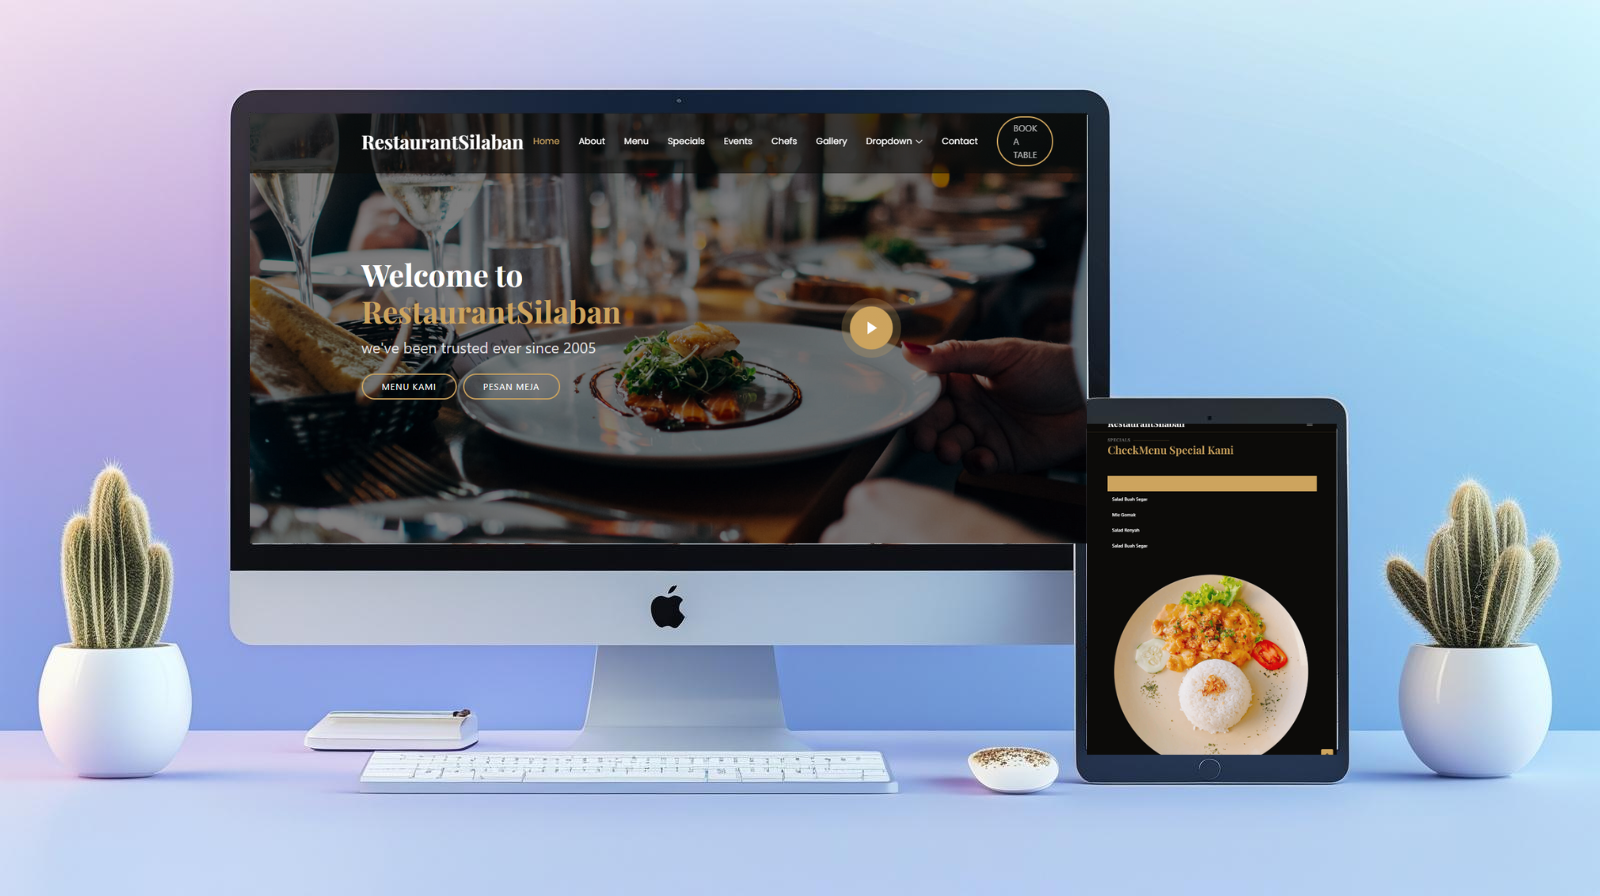 RestaurantSilaban Home About Menu Specials Events Chefs Gallery Dropdown Contact
BOOK
A
TABLE
Welcome to
RestaurantSilaban
we've been trusted ever since 2005
MENU KAMI PESAN MEJA
RestaurantSilaban
SPECIALS
CheckMenu Special Kami
Salad Buah Segar
Mie Gomak
Salad Renyah
Salad Buah Segar